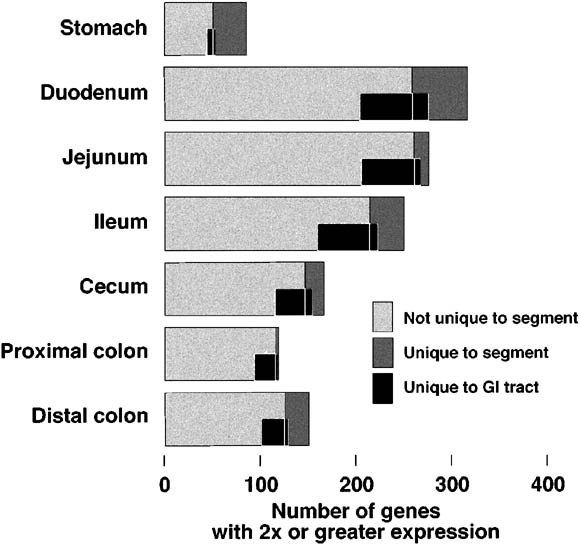 Stomach
Duodenum
Jejunum
Ileum
Cecum
Proximal colon
Distal colon
Not unique to segment
Unique to segment
Unique to GI tract
0 100 200 300 400
Number of genes
with 2x or greater expression